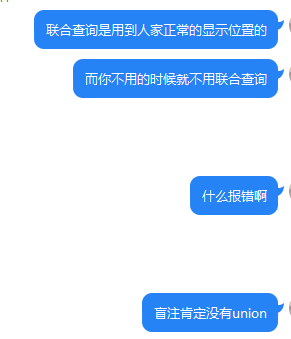 联合查询是用到人家正常的显示位置的
而你不用的时候就不用联合查询
什么报错啊
盲注肯定没有union